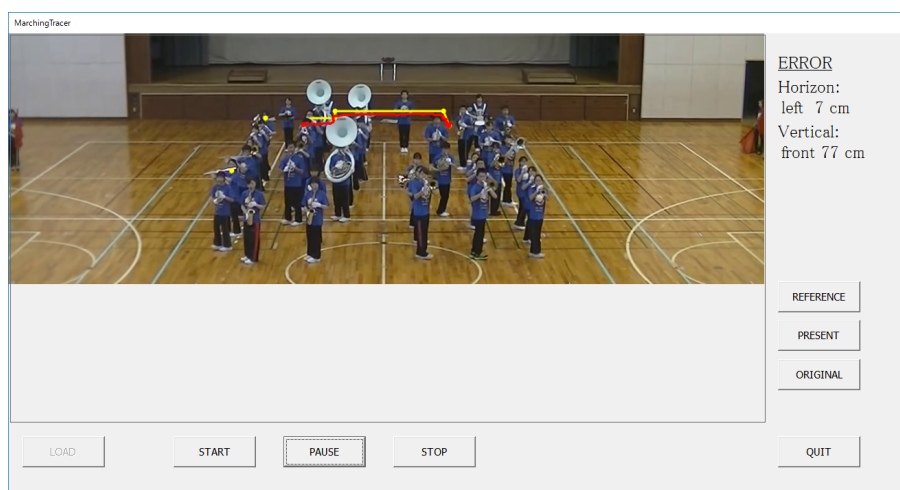 MarchingTracer
ERROR
Horizon:
left 7 cm
Vertical:
front 77 cm
REFERENCE
PRESENT
ORIGINAL
LOAD
START
PAUSE
STOP
QUIT